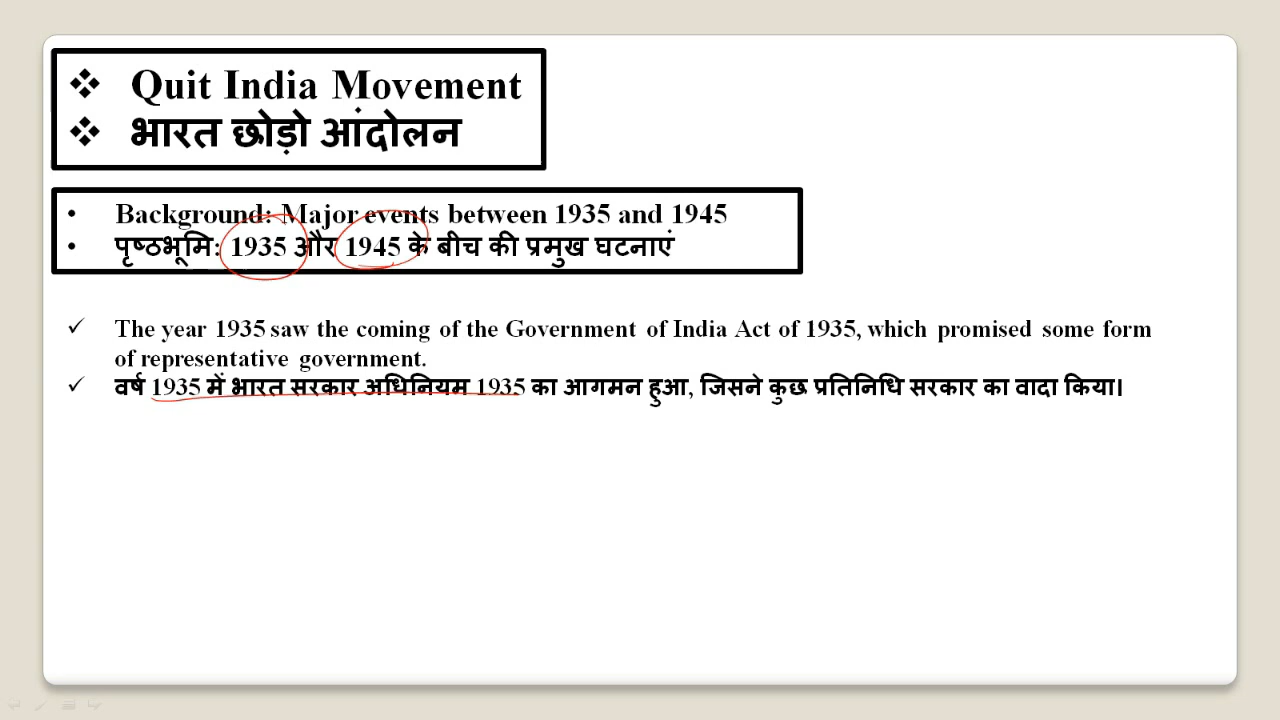 ❖ Quit India Movement
❖ भारत छोड़ो आंदोलन
• Background: Major events between 1935 and 1945
• पृष्ठभूमि: 1935 और 1945 के बीच की प्रमुख घटनाएं
✓ The year 1935 saw the coming of the Government of India Act of 1935, which promised some form
of representative government.
✓ वर्ष 1935 में भारत सरकार अधिनियम 1935 का आगमन हुआ, जिसने कुछ प्रतिनिधि सरकार का वादा किया।